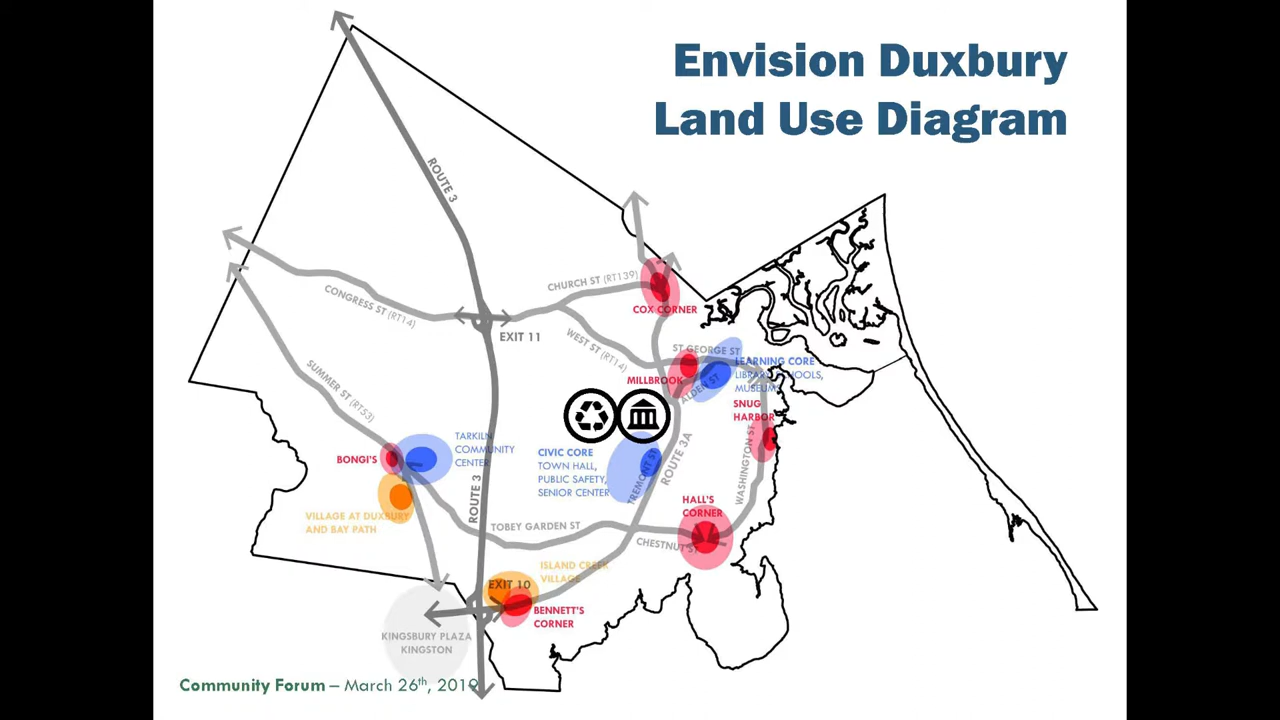 Envision Duxbury
Land Use Diagram
ROUTE 3
CHURCH ST (RT139)
COX CORNER
CONGRESS ST (RT14)
EXIT 11
WEST ST (RT14)
ST GEORGE ST
LEARNING CORE
LIBRARY, SCHOOLS,
MUSEUMS
MILLBROOK
ALDEN ST
SNUG
HARBOR
SUMMER ST (RT53)
TARKILN
COMMUNITY
CENTER
BONGI'S
CIVIC CORE
TOWN HALL,
PUBLIC SAFETY,
SENIOR CENTER
TREMONT ST
ROUTE 3A
WASHINGTON ST
VILLAGE AT DUXBURY
AND BAY PATH
ROUTE 3
TOBEY GARDEN ST
HALL'S
CORNER
CHESTNUT ST
ISLAND CREEK
VILLAGE
EXIT 10
BENNETT'S
CORNER
KINGSBURY PLAZA
KINGSTON
Community Forum – March 26th, 2019